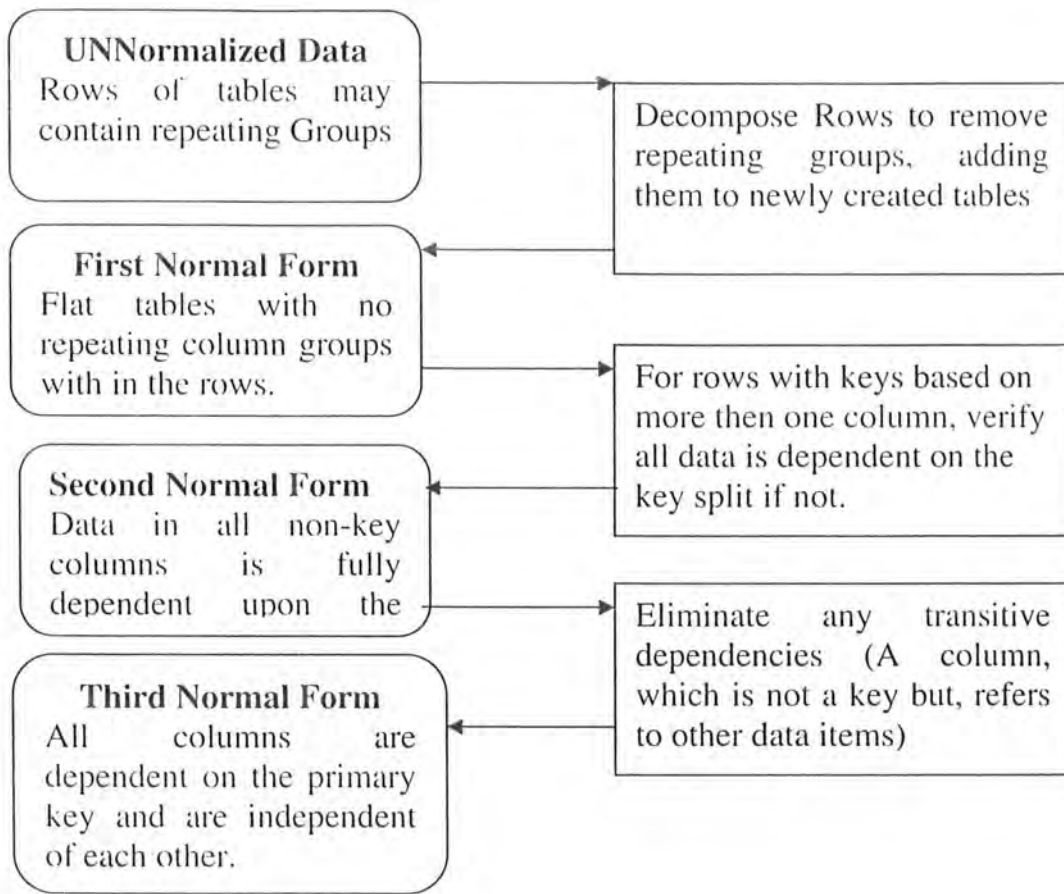 UNNormalized Data
Rows of tables may
contain repeating Groups
Decompose Rows to remove
repeating groups, adding
them to newly created tables
First Normal Form
Flat tables with no
repeating column groups
with in the rows.
For rows with keys based on
more then one column, verify
all data is dependent on the
key split if not.
Second Normal Form
Data in all non-key
columns is fully
dependent upon the
Eliminate any transitive
dependencies (A column,
which is not a key but, refers
to other data items)
Third Normal Form
All columns are
dependent on the primary
key and are independent
of each other.